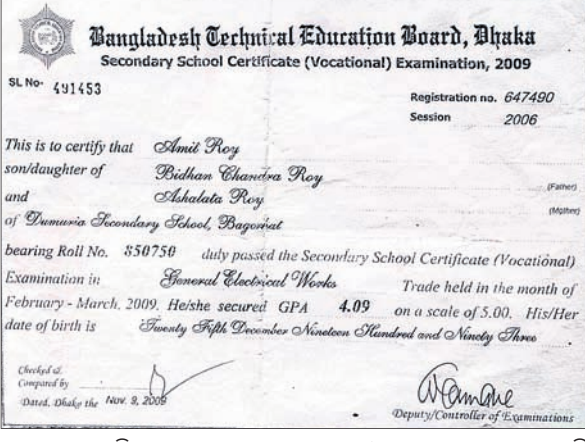 Bangladesh Technical Education Board, Dhaka
Secondary School Certificate (Vocational) Examination, 2009
SL No- 491453
Registration no. 647490
Session 2006
This is to certify that Amit Roy
son/daughter of Bidhan Chandra Roy (Father)
and Ashalata Roy (Mother)
of Dumuria Secondary School, Bagerhat
bearing Roll No. 850750 duly passed the Secondary School Certificate (Vocational)
Examination in General Electrical Works Trade held in the month of
February - March, 2009. He/she secured GPA 4.09 on a scale of 5.00. His/Her
date of birth is Twenty Fifth December Nineteen Hundred and Ninety Three
Checked &
Compared by
Dated, Dhaka the Nov. 9, 2009
Deputy/Controller of Examinations